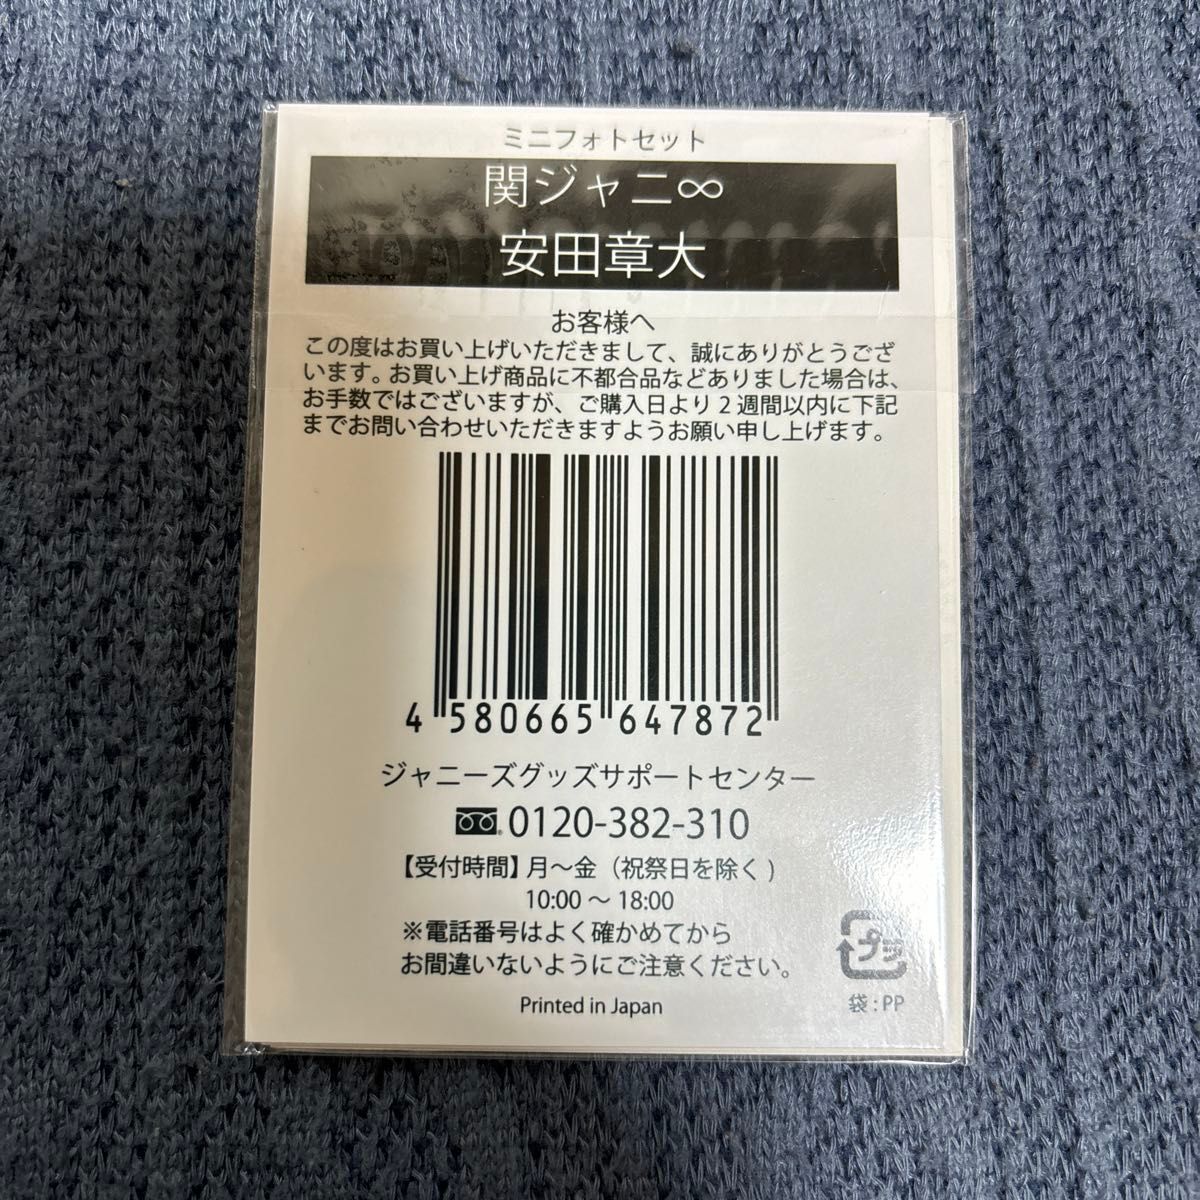 ミニフォトセット
関ジャニ∞
安田章大
お客様へ
この度はお買い上げいただきまして、誠にありがとうござ
います。お買い上げ商品に不都合品などありました場合は、
お手数ではございますが、ご購入日より2週間以内に下記
までお問い合わせいただきますようお願い申し上げます。
4 580665 647872
ジャニーズグッズサポートセンター
0120-382-310
【受付時間】月〜金（祝祭日を除く)
10:00 〜 18:00
※電話番号はよく確かめてから
お間違いないようにご注意ください。
プラ
Printed in Japan
袋:PP